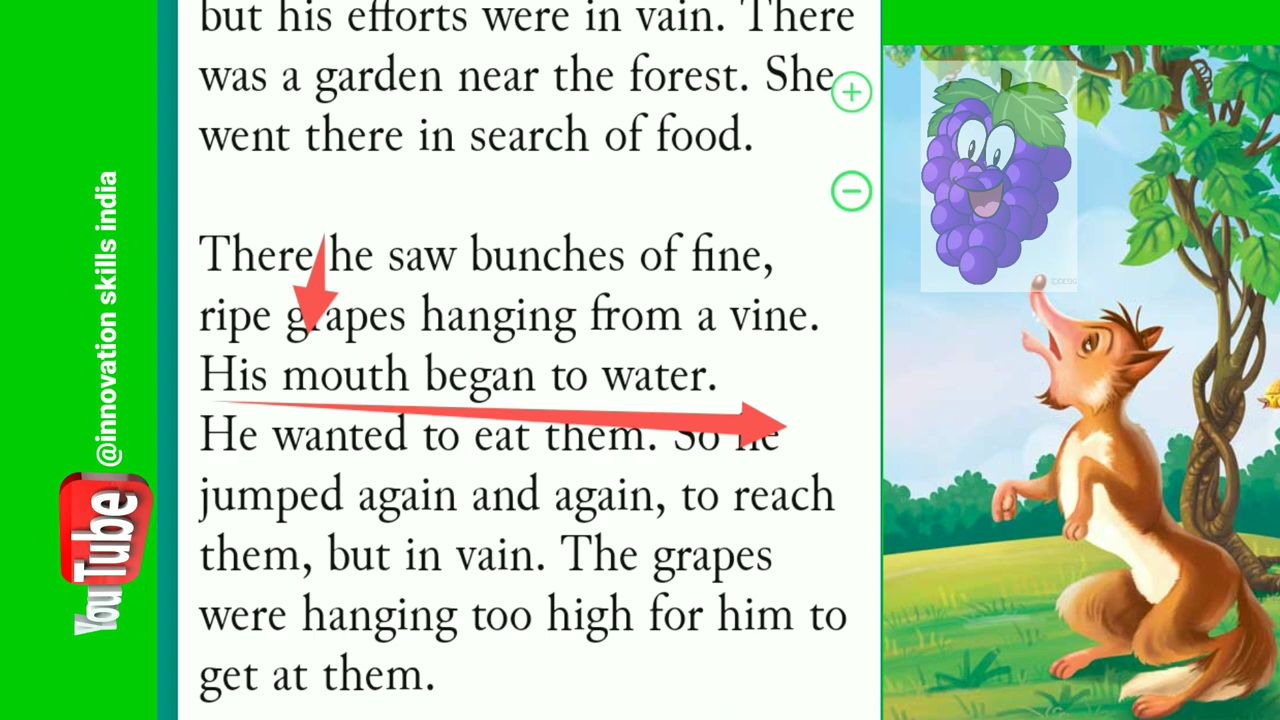 but his efforts were in vain. There
was a garden near the forest. She
went there in search of food.
There he saw bunches of fine,
ripe grapes hanging from a vine.
His mouth began to water.
He wanted to eat them. So he
jumped again and again, to reach
them, but in vain. The grapes
were hanging too high for him to
get at them.
YouTube @innovation skills india